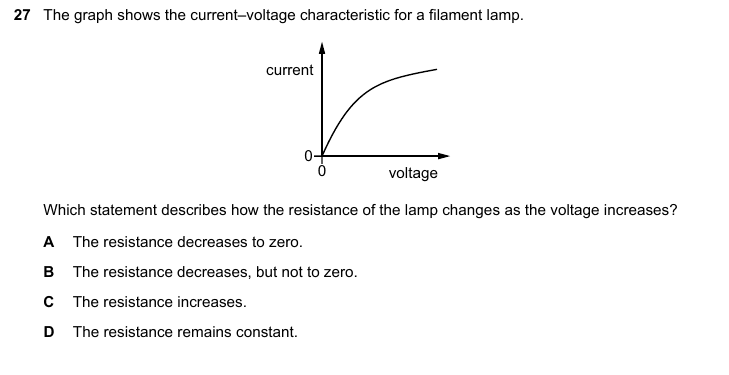 27 The graph shows the current–voltage characteristic for a filament lamp.
current
0
0
voltage
Which statement describes how the resistance of the lamp changes as the voltage increases?
A The resistance decreases to zero.
B The resistance decreases, but not to zero.
C The resistance increases.
D The resistance remains constant.